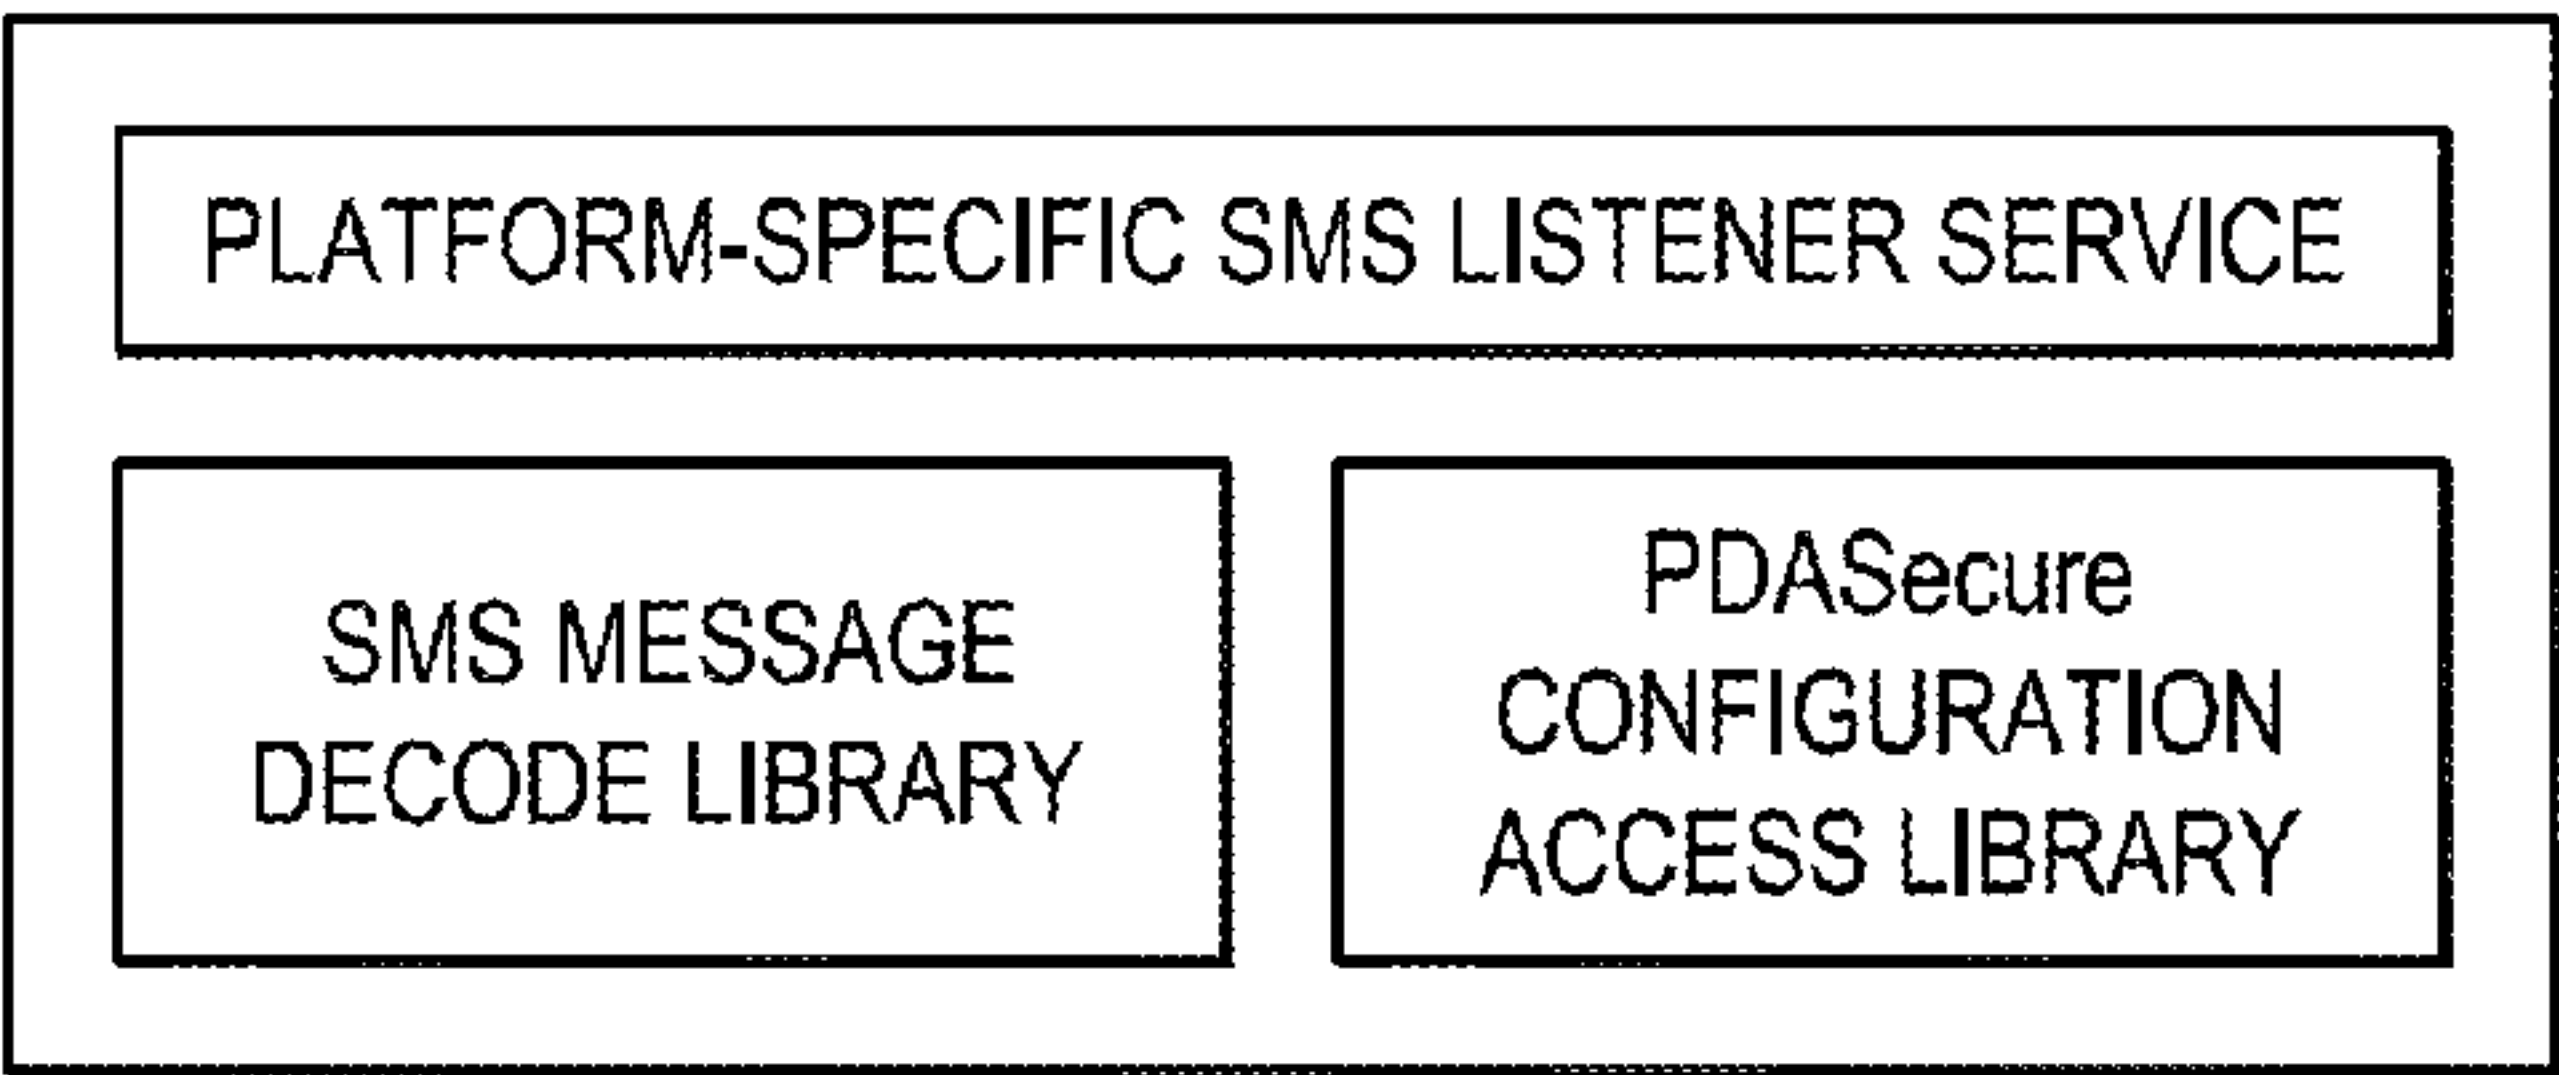 PLATFORM-SPECIFIC SMS LISTENER SERVICE
SMS MESSAGE
DECODE LIBRARY
PDASecure
CONFIGURATION
ACCESS LIBRARY